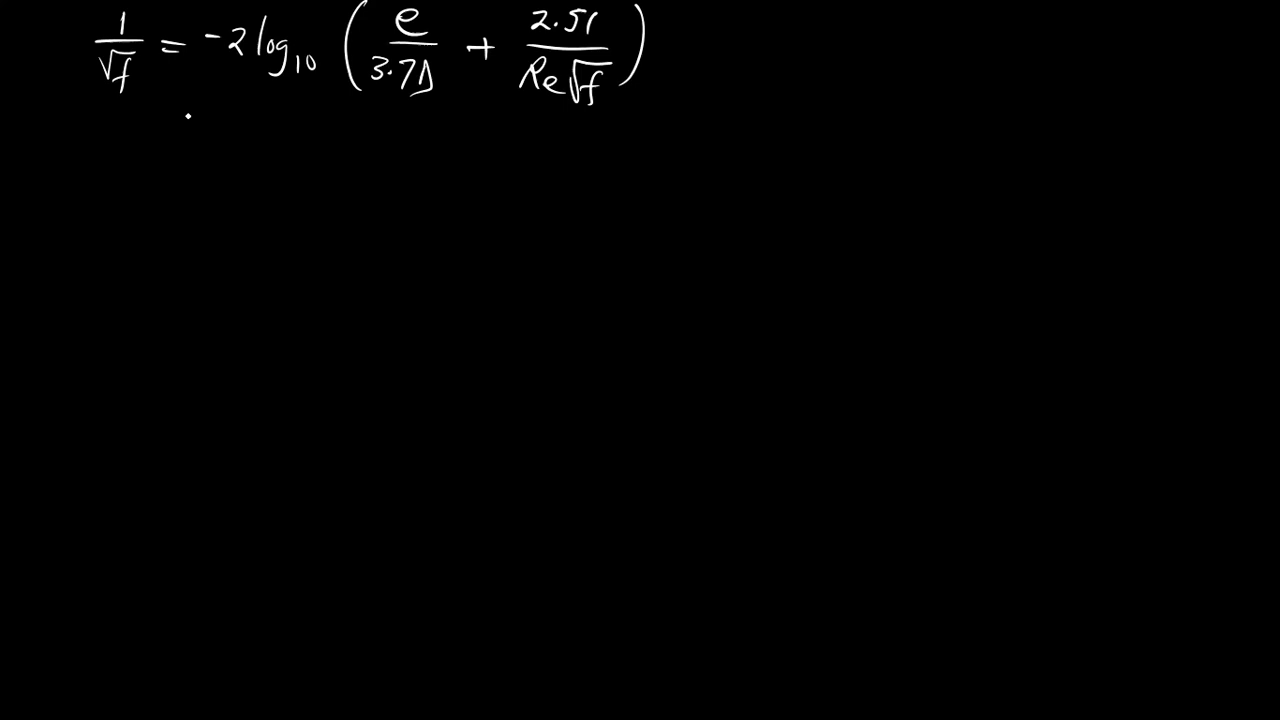 1/√f = -2 log₁₀ (e/3.7D + 2.51/Re√f)